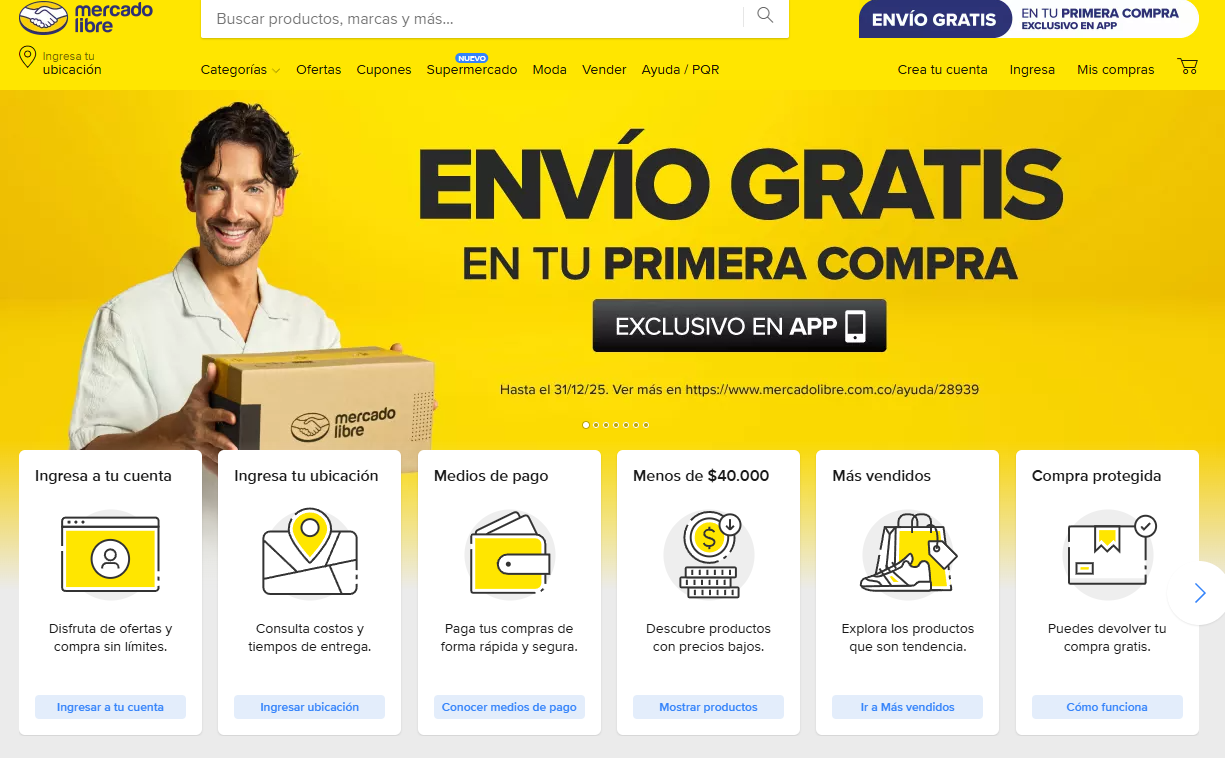 mercado
libre
Buscar productos, marcas y más...
ENVÍO GRATIS
EN TU PRIMERA COMPRA
EXCLUSIVO EN APP
Ingresa tu
ubicación
Categorías
Ofertas
Cupones
NUEVO
Supermercado
Moda
Vender
Ayuda / PQR
Crea tu cuenta
Ingresa
Mis compras
ENVÍO GRATIS
EN TU PRIMERA COMPRA
EXCLUSIVO EN APP
Hasta el 31/12/25. Ver más en https://www.mercadolibre.com.co/ayuda/28939
mercado
libre
Ingresa a tu cuenta
Disfruta de ofertas y
compra sin límites.
Ingresar a tu cuenta
Ingresa tu ubicación
Consulta costos y
tiempos de entrega.
Ingresar ubicación
Medios de pago
Paga tus compras de
forma rápida y segura.
Conocer medios de pago
Menos de $40.000
$
Descubre productos
con precios bajos.
Mostrar productos
Más vendidos
Explora los productos
que son tendencia.
Ir a Más vendidos
Compra protegida
Puedes devolver tu
compra gratis.
Cómo funciona